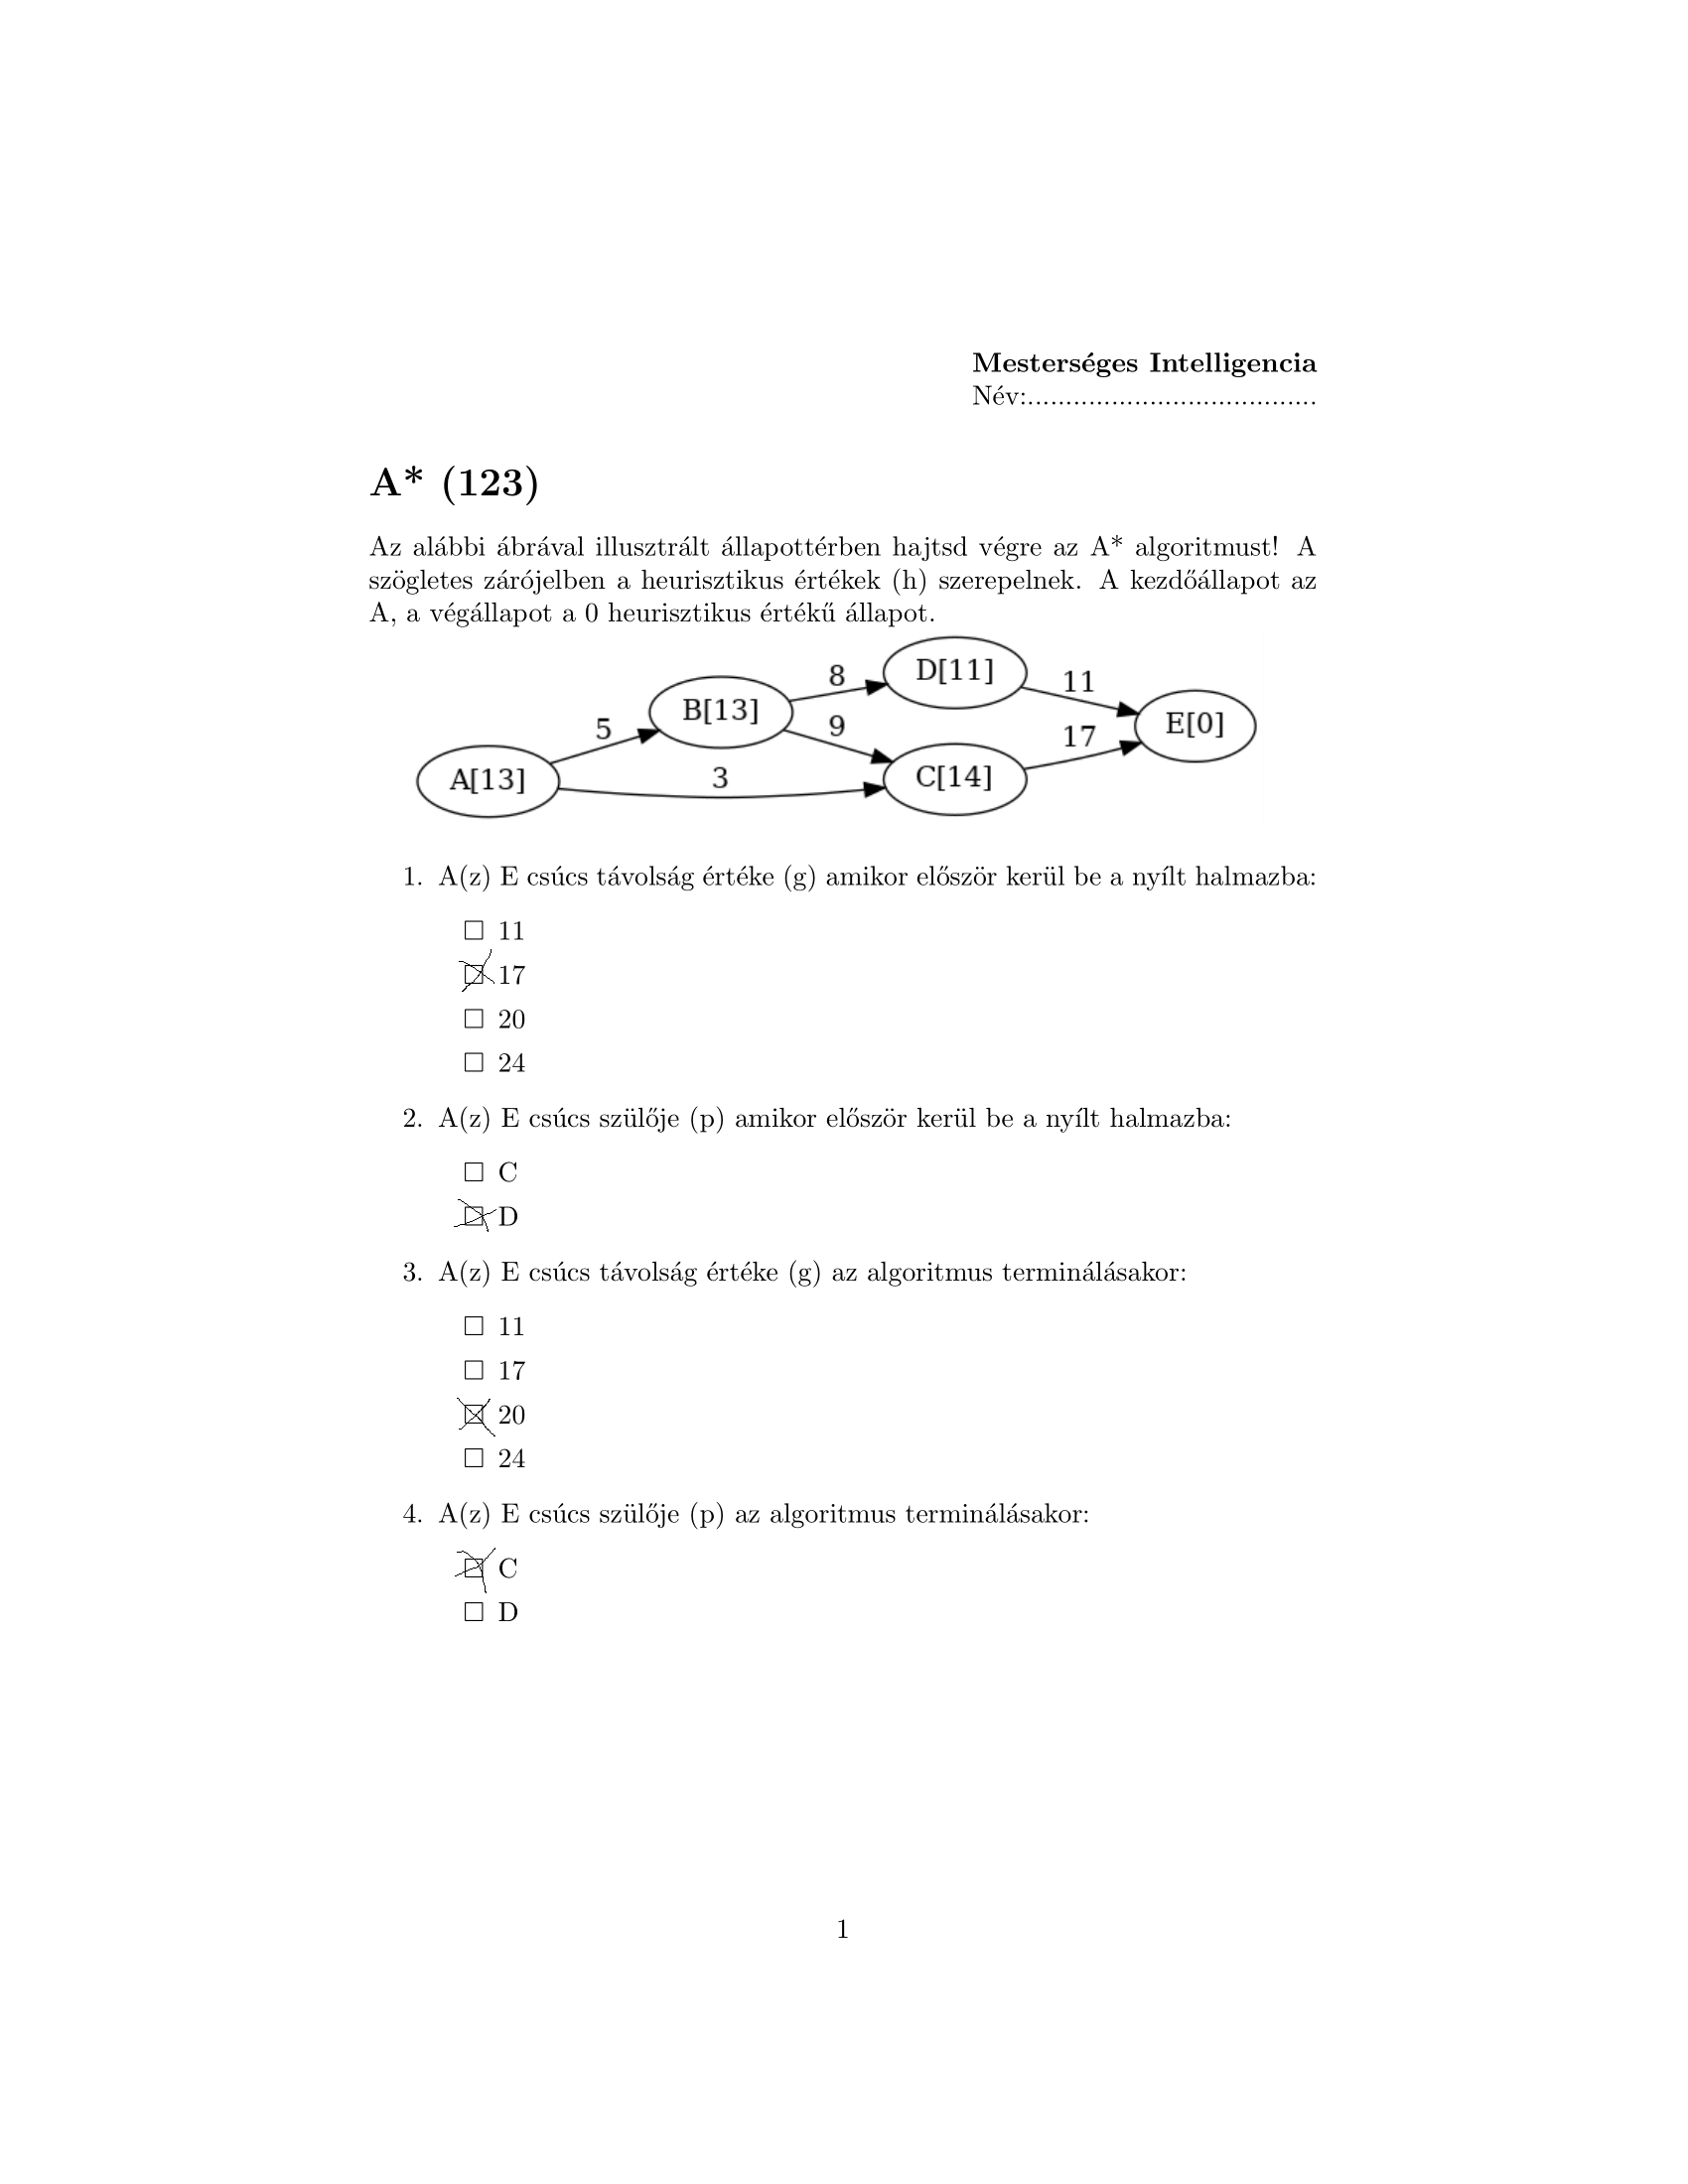 Mesterséges Intelligencia
Név:......................................
A* (123)
Az alábbi ábrával illusztrált állapottérben hajtsd végre az A* algoritmust! A
szögletes zárójelben a heurisztikus értékek (h) szerepelnek. A kezdőállapot az
A, a végállapot a 0 heurisztikus értékű állapot.
D[11]
8
11
B[13]
E[0]
5
9
17
A[13]
3
C[14]
1. A(z) E csúcs távolság értéke (g) amikor először kerül be a nyílt halmazba:
☐ 11
☒ 17
☐ 20
☐ 24
2. A(z) E csúcs szülője (p) amikor először kerül be a nyílt halmazba:
☐ C
☒ D
3. A(z) E csúcs távolság értéke (g) az algoritmus terminálásakor:
☐ 11
☐ 17
☒ 20
☐ 24
4. A(z) E csúcs szülője (p) az algoritmus terminálásakor:
☒ C
☐ D
1